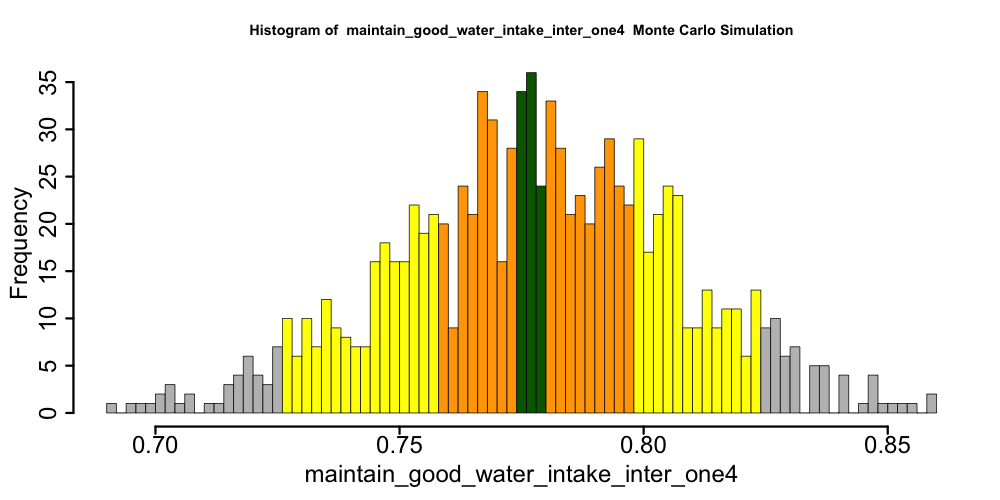 Histogram of  maintain_good_water_intake_inter_one4  Monte Carlo Simulation
Frequency
35
30
25
20
15
10
5
0
0.70 0.75 0.80 0.85
maintain_good_water_intake_inter_one4